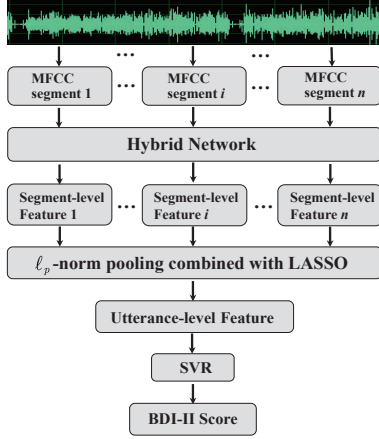 ... ...
MFCC segment 1 ... MFCC segment i ... MFCC segment n
Hybrid Network
Segment-level Feature 1 ... Segment-level Feature i ... Segment-level Feature n
ℓp-norm pooling combined with LASSO
Utterance-level Feature
SVR
BDI-II Score